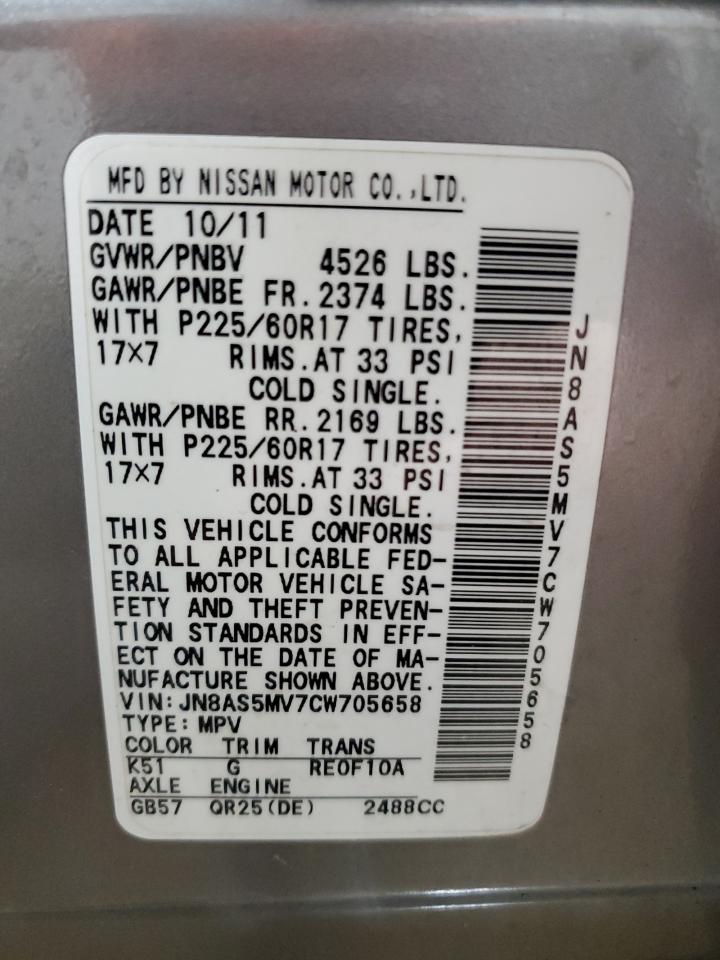 MFD BY NISSAN MOTOR CO.,LTD.
DATE 10/11
GVWR/PNBV 4526 LBS.
GAWR/PNBE FR. 2374 LBS.
WITH P225/60R17 TIRES,
17×7 RIMS. AT 33 PSI
COLD SINGLE.
GAWR/PNBE RR. 2169 LBS.
WITH P225/60R17 TIRES,
17×7 RIMS. AT 33 PSI
COLD SINGLE.
THIS VEHICLE CONFORMS
TO ALL APPLICABLE FED-
ERAL MOTOR VEHICLE SA-
FETY AND THEFT PREVEN-
TION STANDARDS IN EFF-
ECT ON THE DATE OF MA-
NUFACTURE SHOWN ABOVE.
VIN: JN8AS5MV7CW705658
TYPE: MPV
COLOR TRIM TRANS
K51 G RE0F10A
AXLE ENGINE
GB57 QR25(DE) 2488CC
JN8AS5MV7CW705658